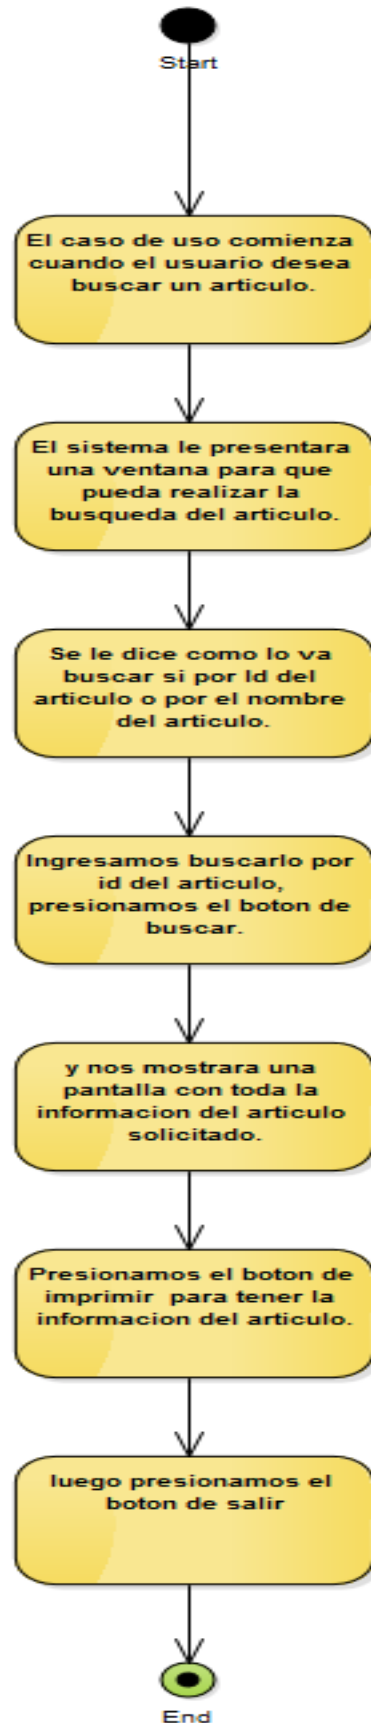 Start
El caso de uso comienza
cuando el usuario desea
buscar un articulo.
El sistema le presentara
una ventana para que
pueda realizar la
busqueda del articulo.
Se le dice como lo va
buscar si por Id del
articulo o por el nombre
del articulo.
Ingresamos buscarlo por
id del articulo,
presionamos el boton de
buscar.
y nos mostrara una
pantalla con toda la
informacion del articulo
solicitado.
Presionamos el boton de
imprimir para tener la
informacion del articulo.
luego presionamos el
boton de salir
End